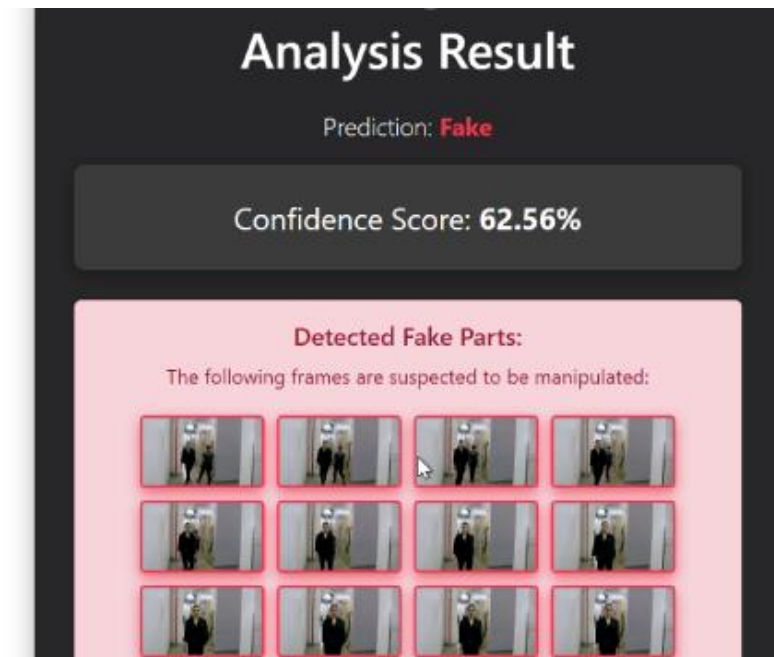 Analysis Result
Prediction: Fake
Confidence Score: 62.56%
Detected Fake Parts:
The following frames are suspected to be manipulated: